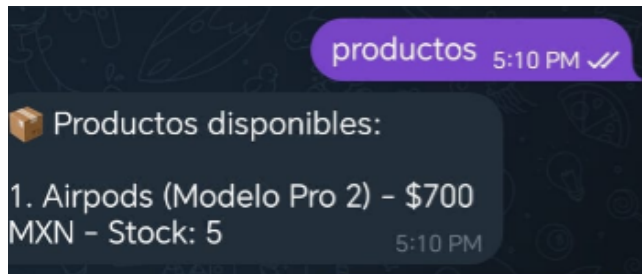 productos 5:10 PM
📦 Productos disponibles:
1. Airpods (Modelo Pro 2) - $700
MXN - Stock: 5 5:10 PM